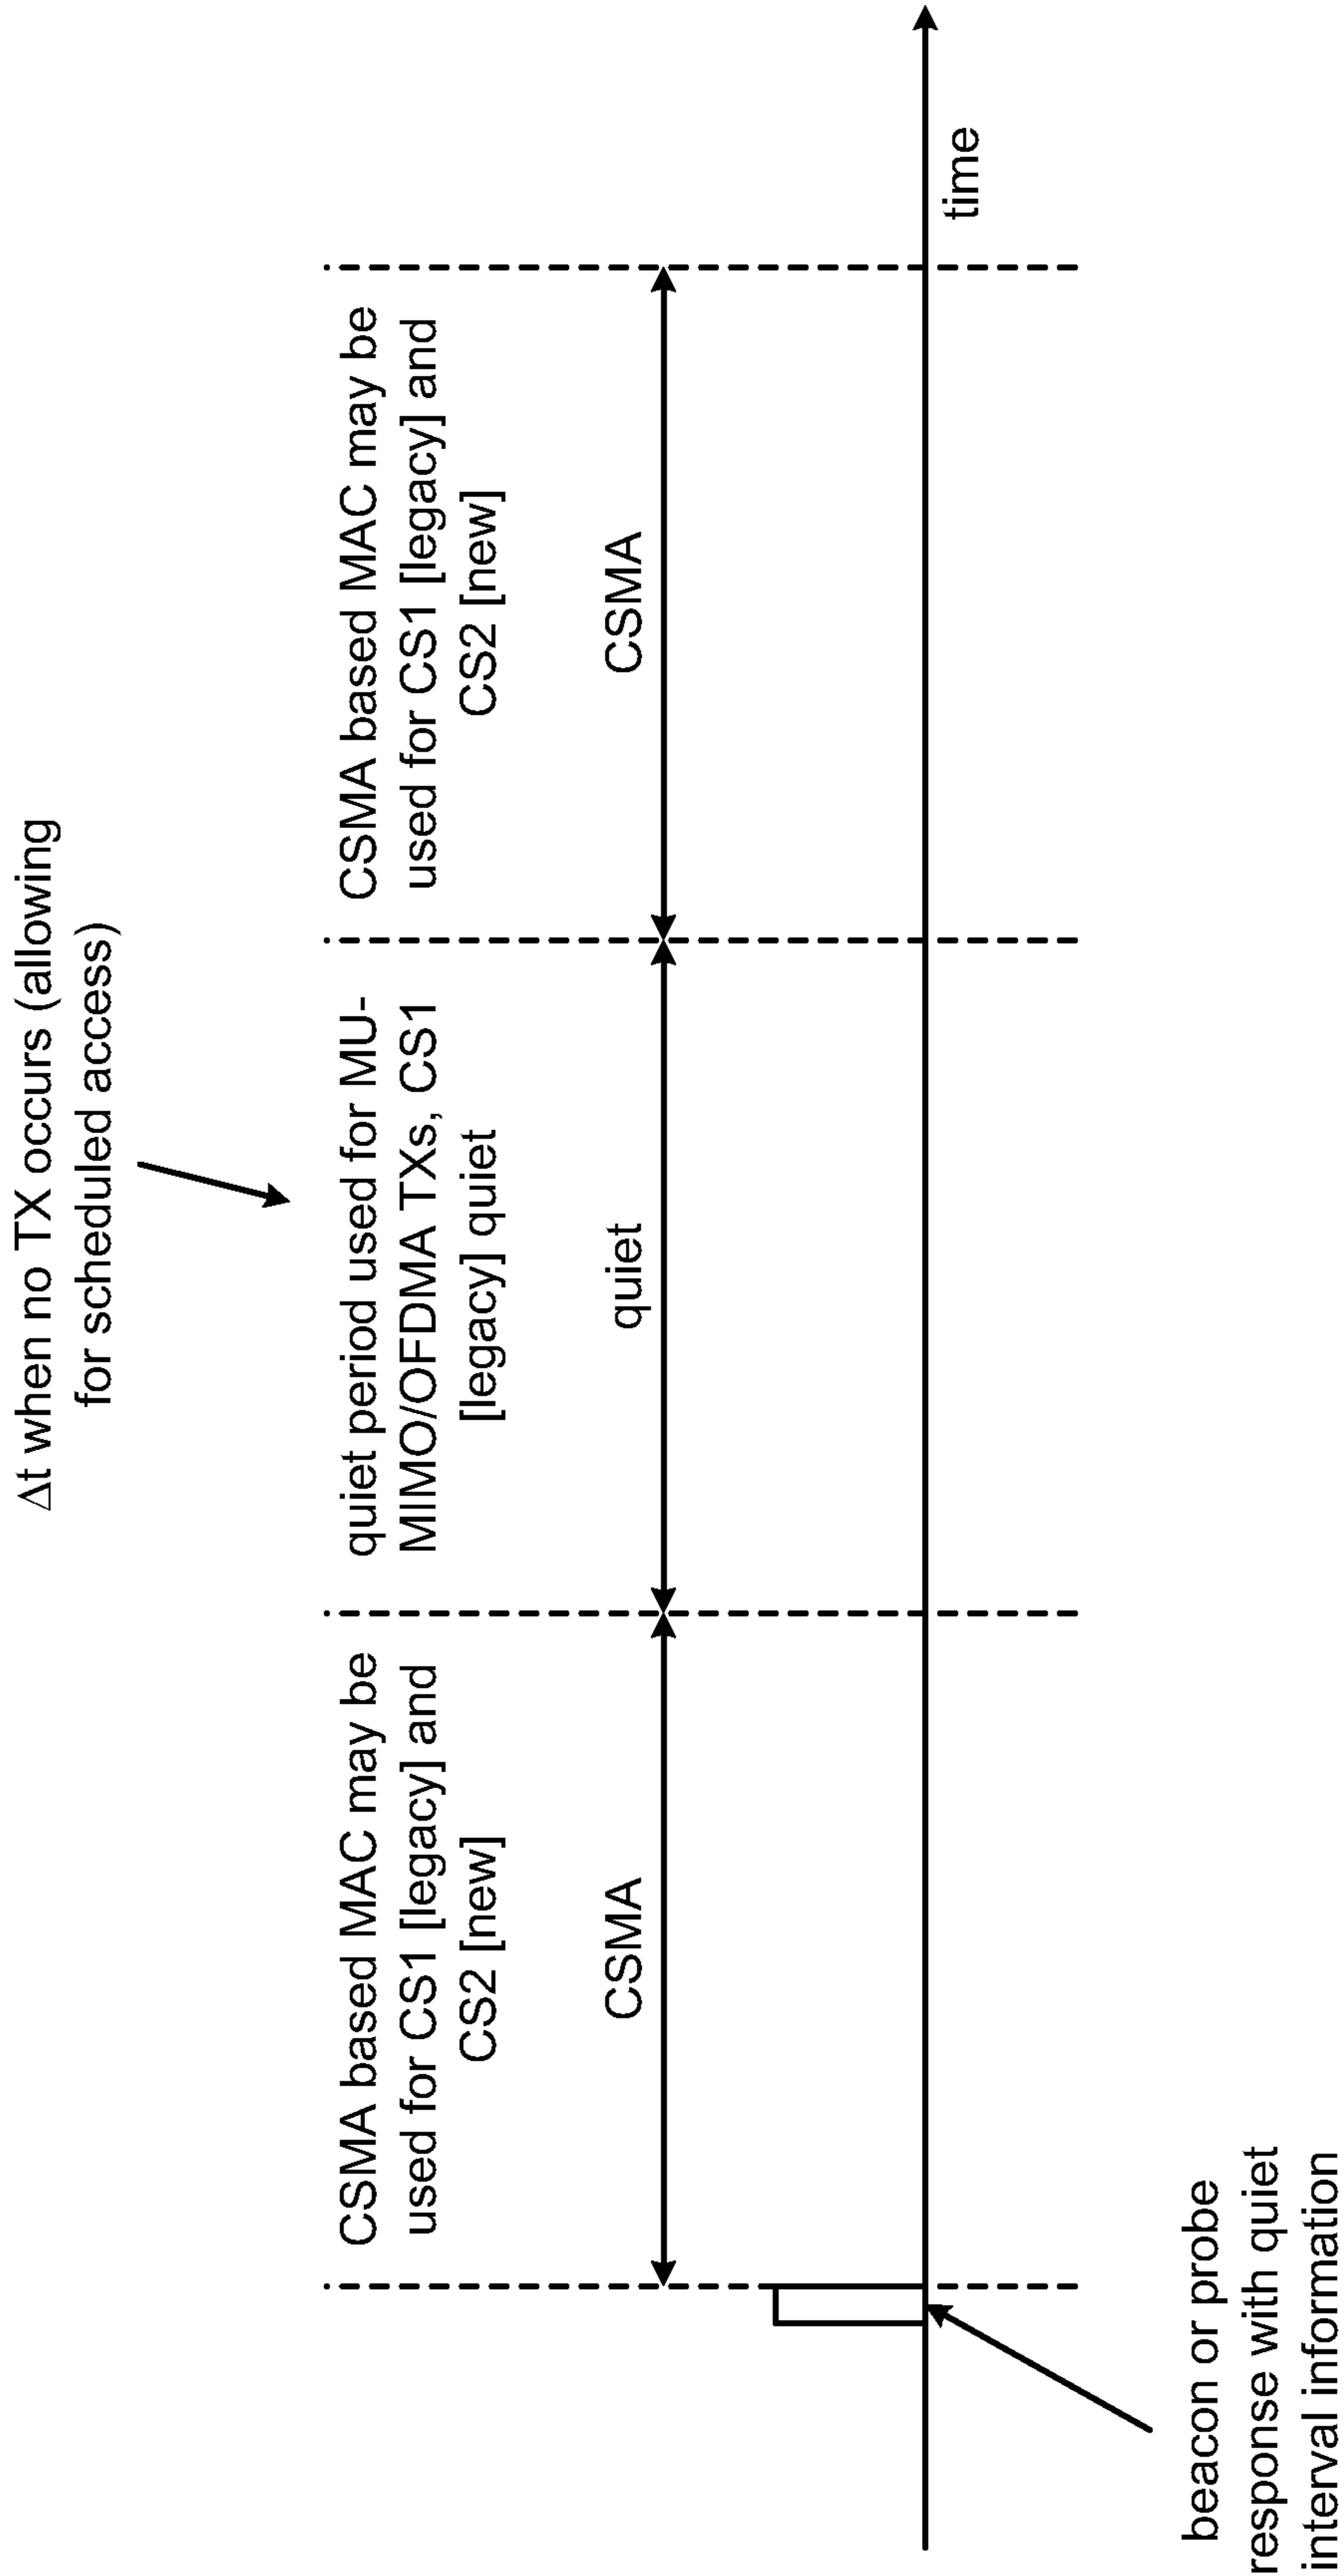 Δt when no TX occurs (allowing
for scheduled access)
CSMA based MAC may be
used for CS1 [legacy] and
CS2 [new]
quiet period used for MU-
MIMO/OFDMA TXs, CS1
[legacy] quiet
CSMA based MAC may be
used for CS1 [legacy] and
CS2 [new]
CSMA
quiet
CSMA
time
beacon or probe
response with quiet
interval information